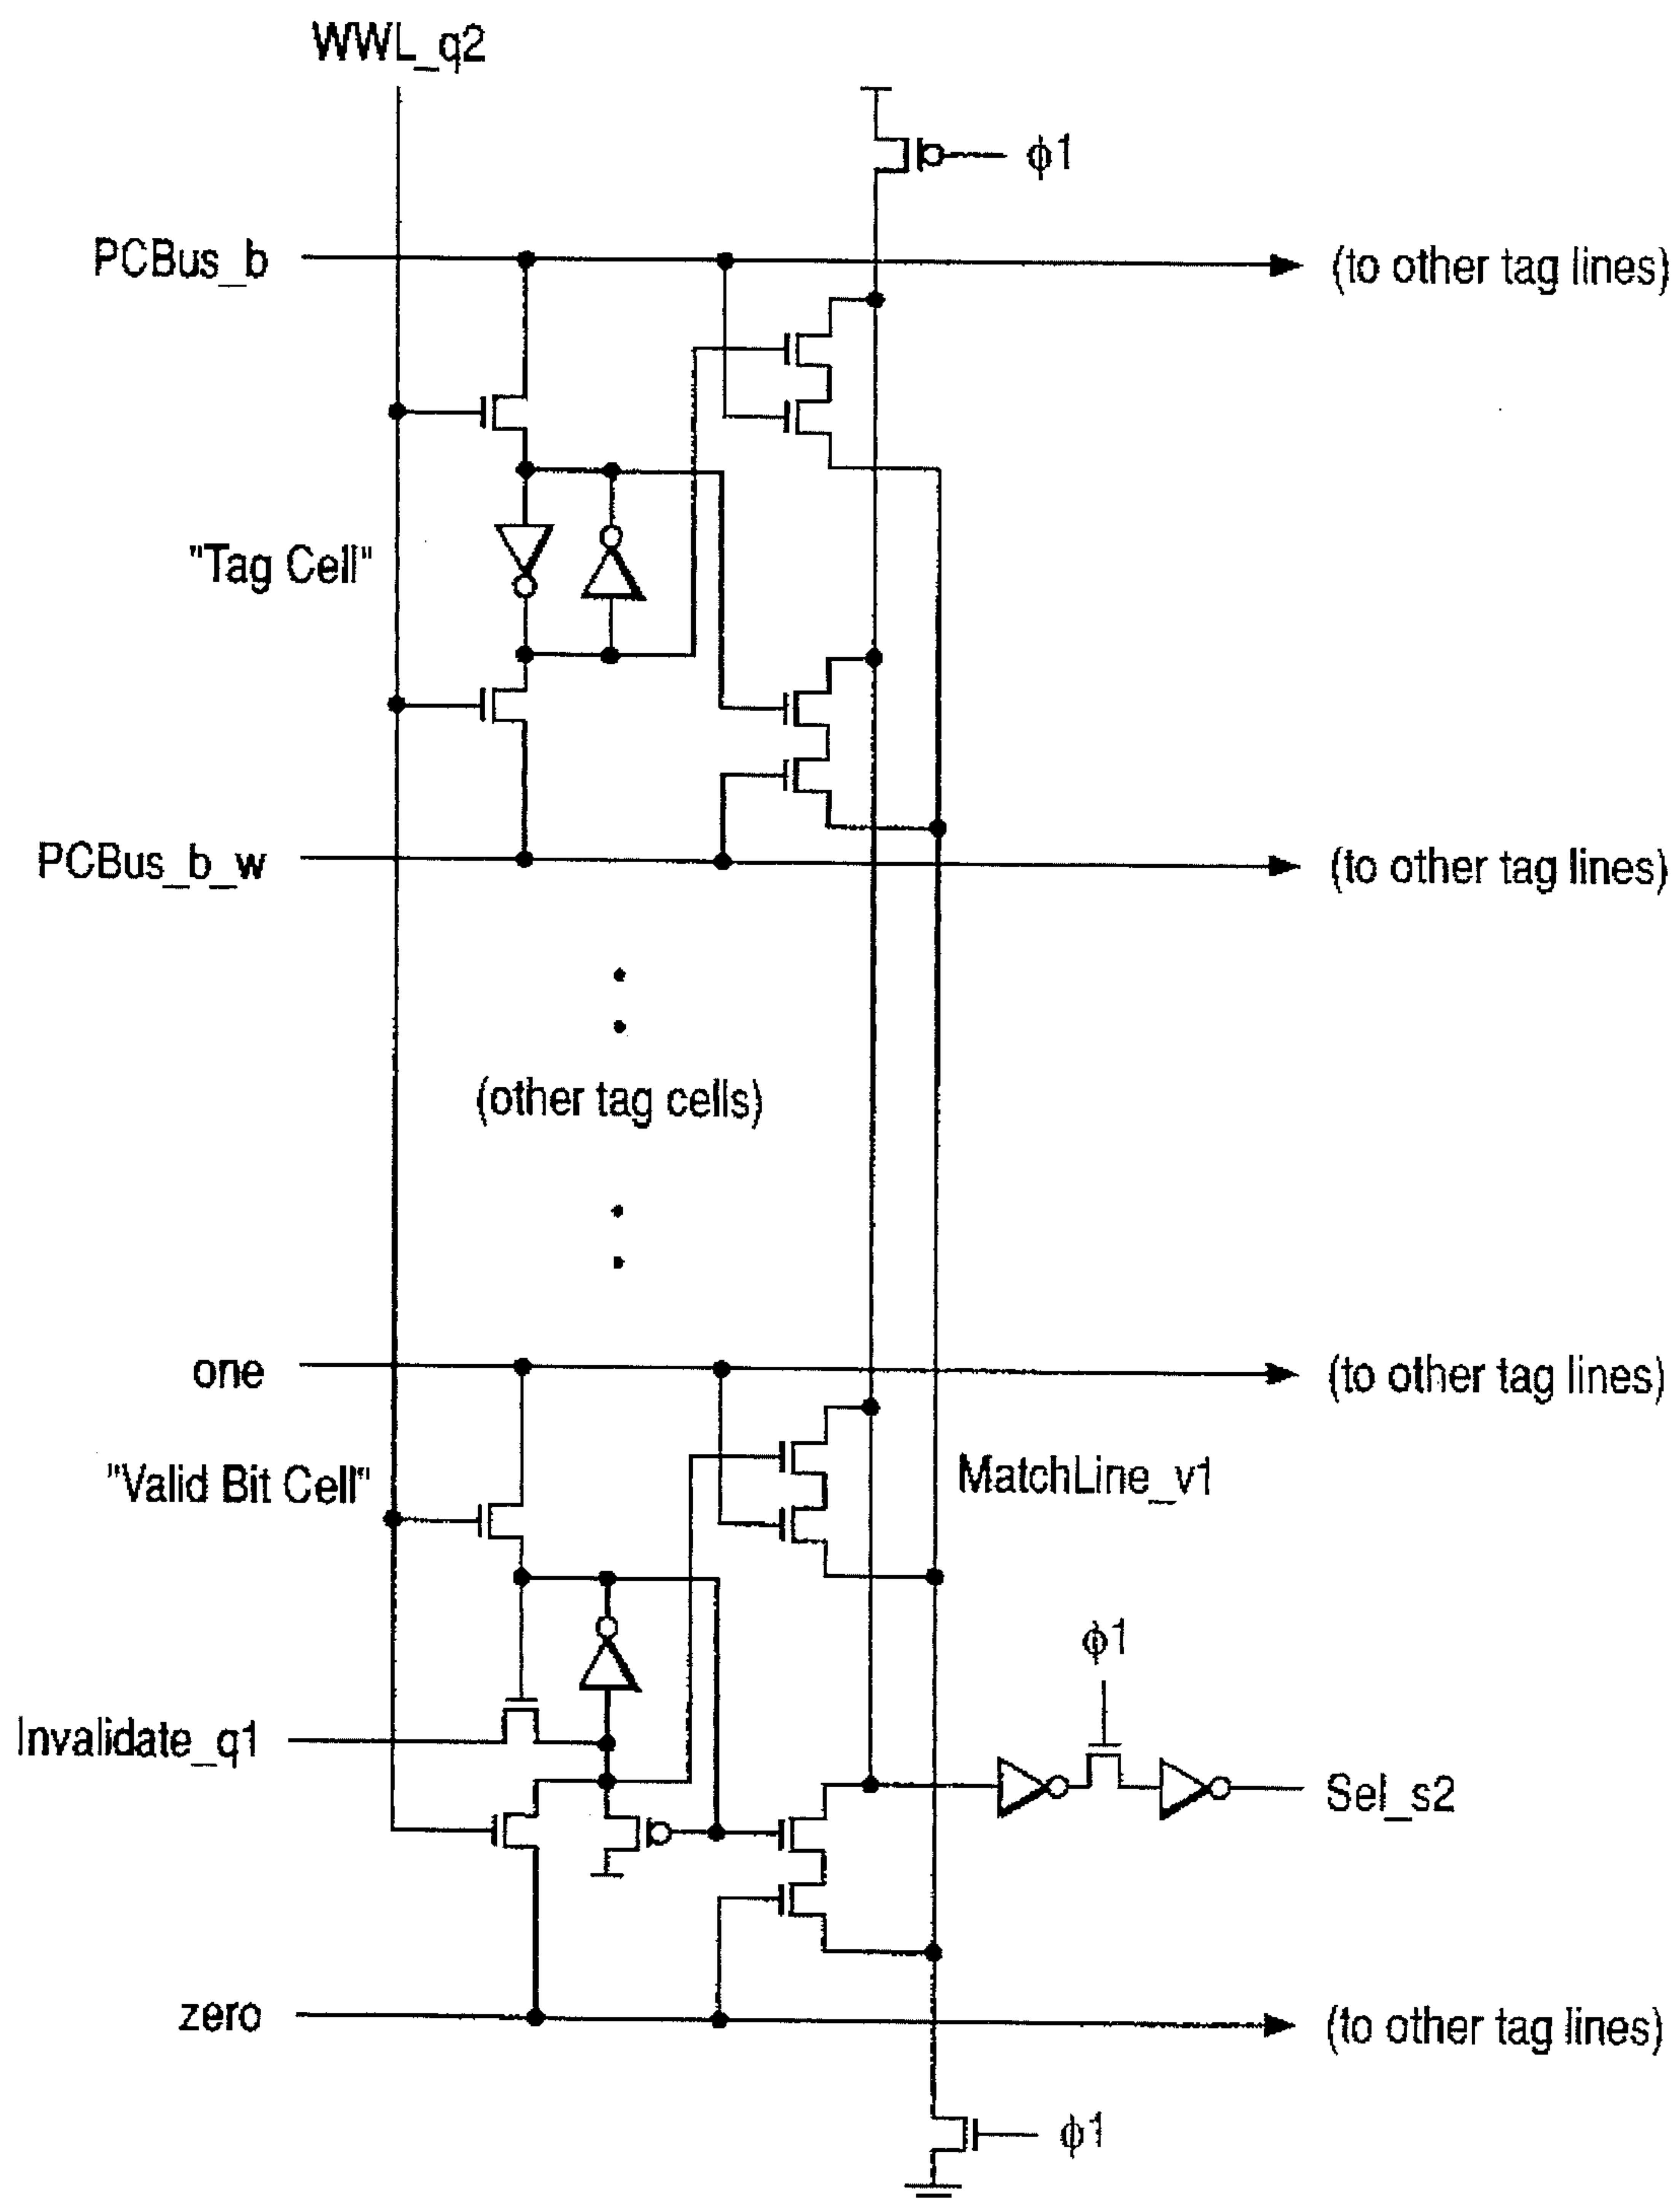 WWL_q2
ϕ1
PCBus_b
(to other tag lines)
"Tag Cell"
PCBus_b_w
(to other tag lines)
(other tag cells)
one
(to other tag lines)
"Valid Bit Cell"
MatchLine_v1
ϕ1
Invalidate_q1
Sel_s2
zero
(to other tag lines)
ϕ1